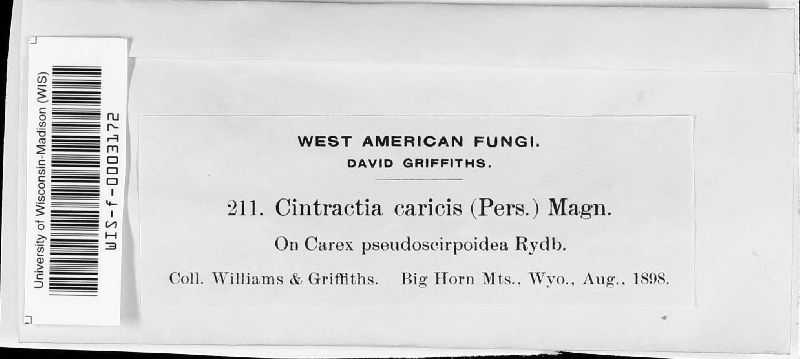 University of Wisconsin-Madison (WIS)
WIS-f-0003172
WEST AMERICAN FUNGI.
DAVID GRIFFITHS.
211. Cintractia caricis (Pers.) Magn.
On Carex pseudoscirpoidea Rydb.
Coll. Williams & Griffiths. Big Horn Mts., Wyo., Aug., 1898.